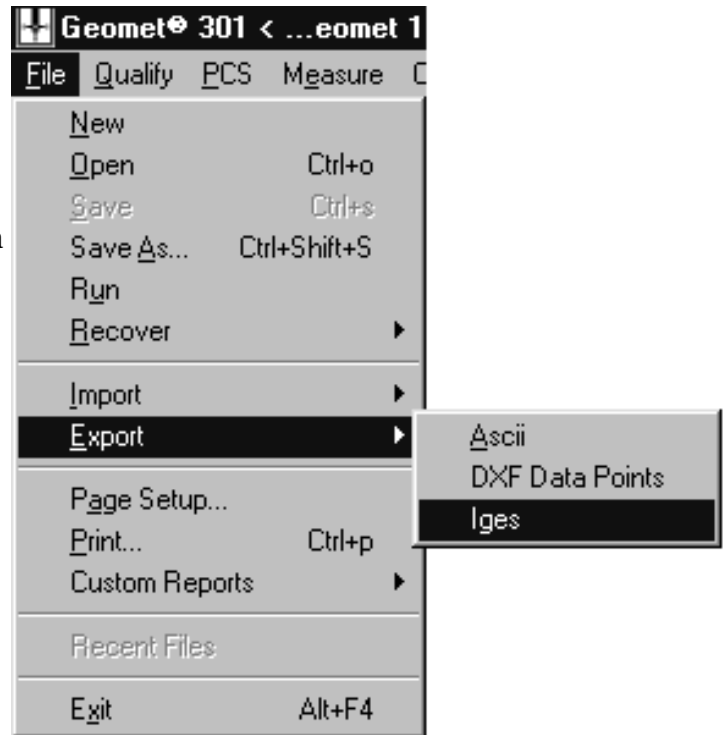 Geomet® 301 < ...eomet 1
File Qualify PCS Measure
New
Open Ctrl+o
Save Ctrl+s
Save As... Ctrl+Shift+S
Run
Recover
Import
Export
Ascii
DXF Data Points
Iges
Page Setup...
Print... Ctrl+p
Custom Reports
Recent Files
Exit Alt+F4